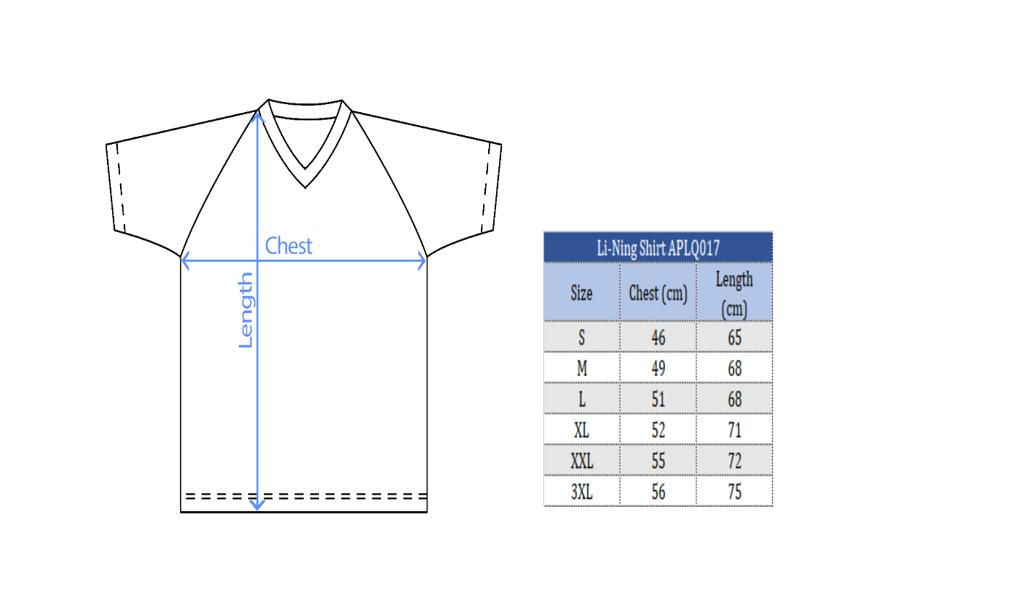 Chest
Length
Li-Ning Shirt APLQ017
Size Chest (cm) Length (cm)
S 46 65
M 49 68
L 51 68
XL 52 71
XXL 55 72
3XL 56 75